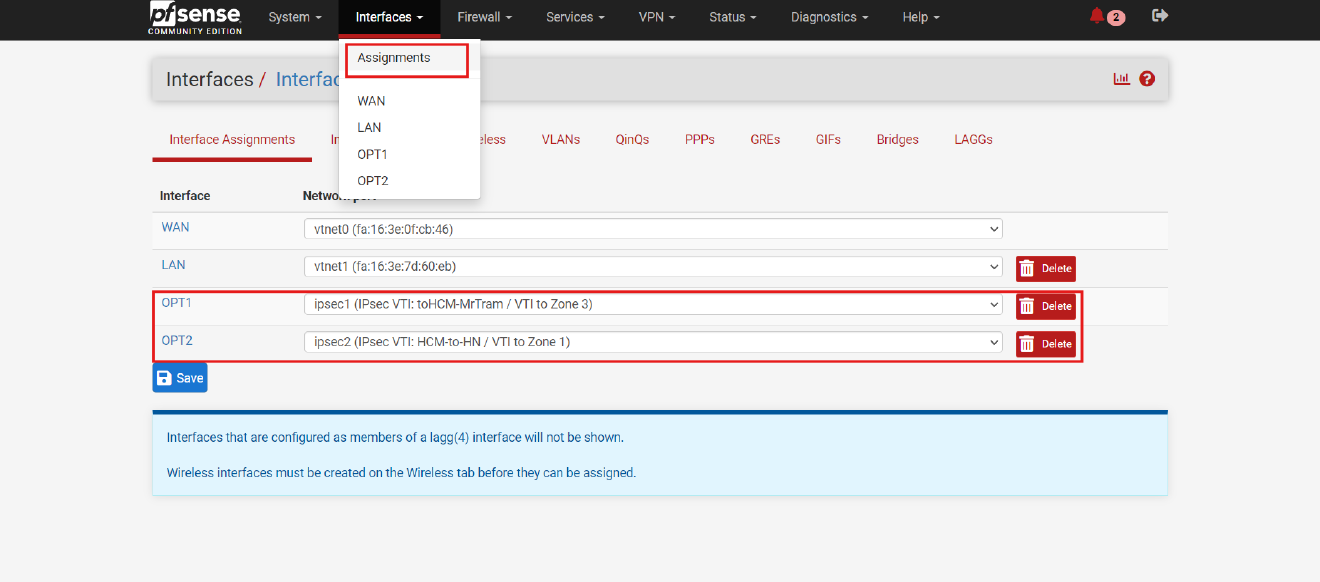 pfsense
COMMUNITY EDITION
System
Interfaces
Firewall
Services
VPN
Status
Diagnostics
Help
2
Assignments
WAN
LAN
OPT1
OPT2
Interfaces / Interfac
Interface Assignments
In
eless
VLANs
QinQs
PPPs
GREs
GIFs
Bridges
LAGGs
Interface
Network port
WAN
vtnet0 (fa:16:3e:0f:cb:46)
LAN
vtnet1 (fa:16:3e:7d:60:eb)
Delete
OPT1
ipsec1 (IPsec VTI: toHCM-MrTram / VTI to Zone 3)
Delete
OPT2
ipsec2 (IPsec VTI: HCM-to-HN / VTI to Zone 1)
Delete
Save
Interfaces that are configured as members of a lagg(4) interface will not be shown.
Wireless interfaces must be created on the Wireless tab before they can be assigned.